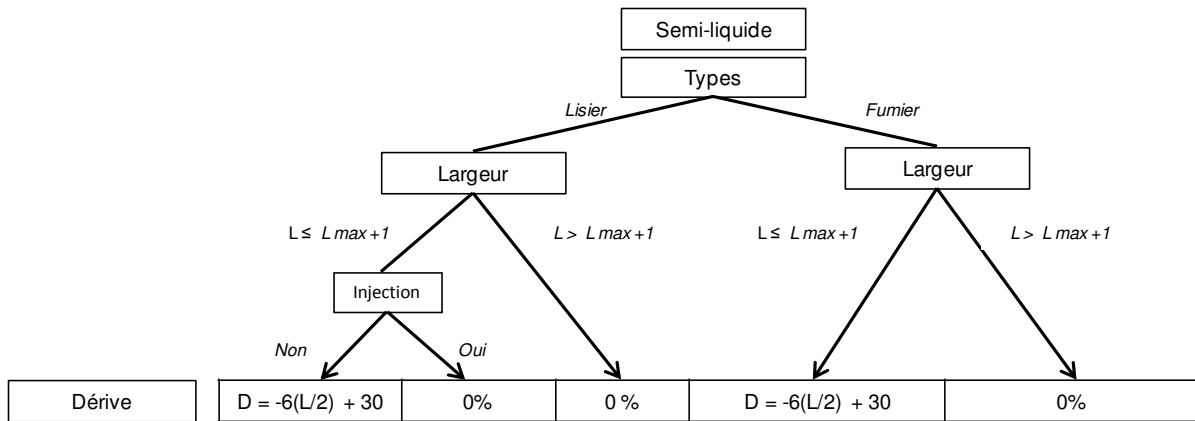 Semi-liquide
Types
Lisier
Fumier
Largeur
Largeur
L ≤ L max+1
L > L max+1
L ≤ L max+1
L > L max+1
Injection
Non
Oui
Dérive
D = -6(L/2) + 30
0%
0 %
D = -6(L/2) + 30
0%